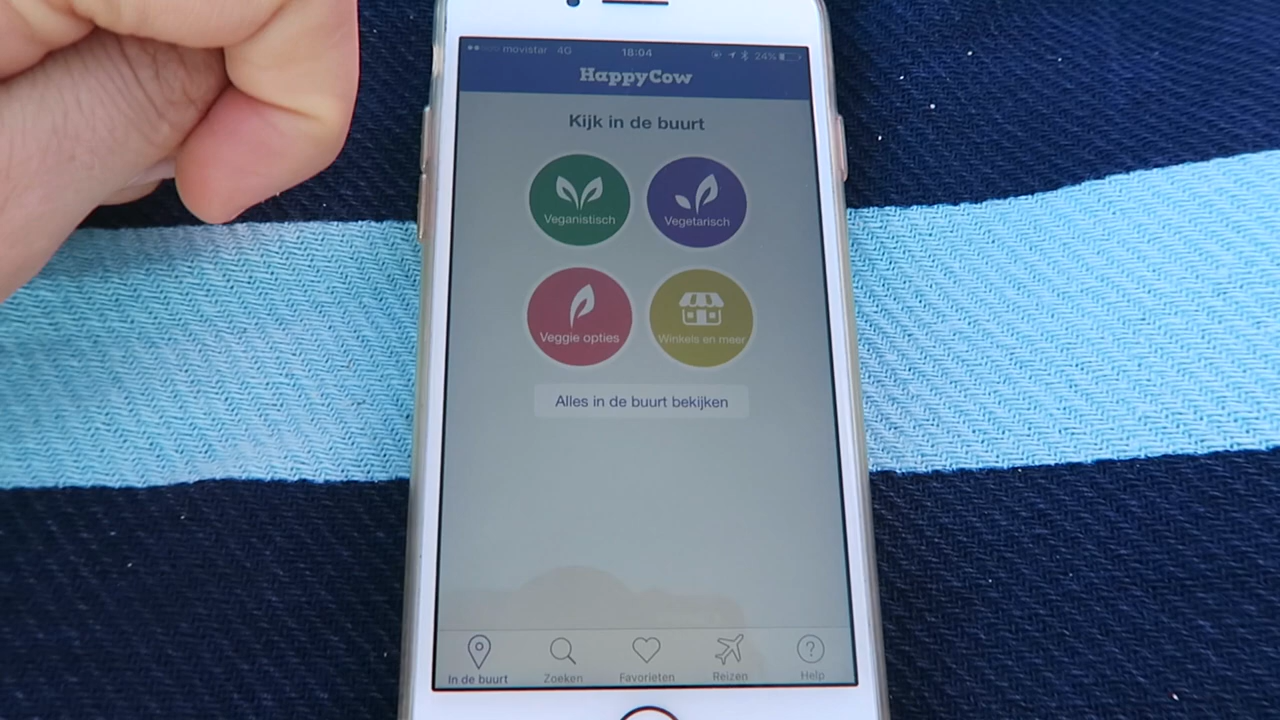 movistar 4G 18:04 24%
HappyCow
Kijk in de buurt
Veganistisch
Vegetarisch
Veggie opties
Winkels en meer
Alles in de buurt bekijken
In de buurt
Zoeken
Favorieten
Reizen
Help